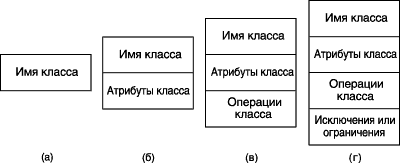 Имя класса
(а)
Имя класса
Атрибуты класса
(б)
Имя класса
Атрибуты класса
Операции
класса
(в)
Имя класса
Атрибуты класса
Операции
класса
Исключения или
ограничения
(г)